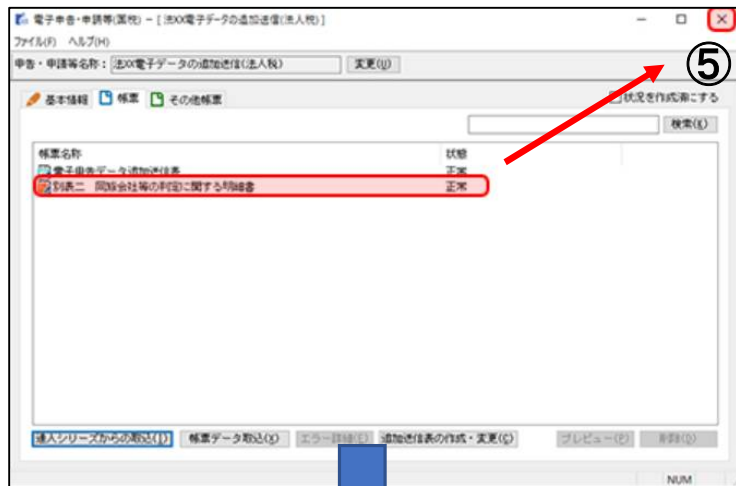 電子申告・申請等(国税) - [法XX電子データの追加送信(法人税)]
ファイル(F) ヘルプ(H)
申告・申請等名称: 法XX電子データの追加送信(法人税) 変更(U)
⑤
基本情報 帳票 その他帳票 状況を作成済にする
検索(K)
帳票名称 状態
電子申告データ追加送信表 正常
別表二 同族会社等の判定に関する明細書 正常
達人シリーズからの取込(J) 帳票データ取込(X) エラー詳細(E) 追加送信表の作成・変更(C) プレビュー(P) 削除(D)
NUM